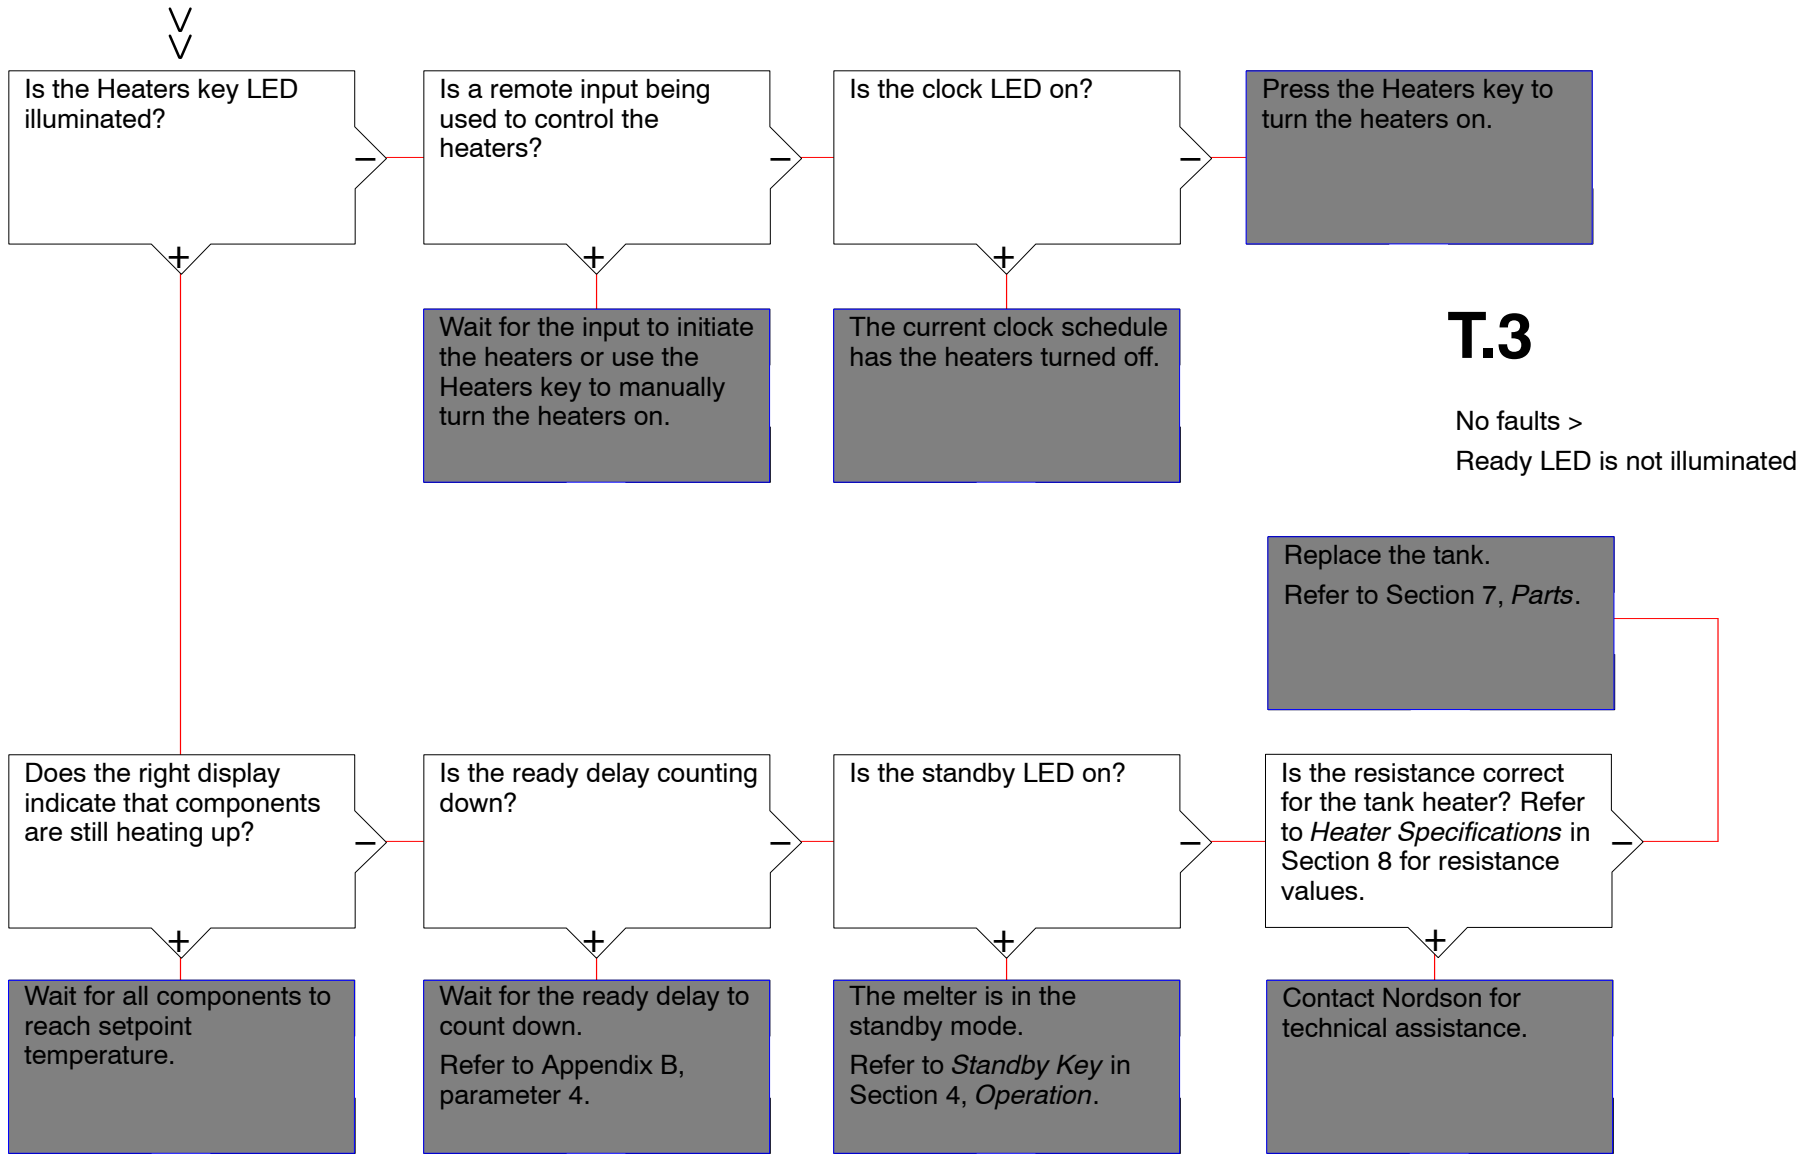 Is the Heaters key LED
illuminated?
–
+
Is a remote input being
used to control the
heaters?
–
+
Is the clock LED on?
–
+
Press the Heaters key to
turn the heaters on.
Wait for the input to initiate
the heaters or use the
Heaters key to manually
turn the heaters on.
The current clock schedule
has the heaters turned off.
T.3
No faults >
Ready LED is not illuminated
Replace the tank.
Refer to Section 7, Parts.
Does the right display
indicate that components
are still heating up?
–
+
Is the ready delay counting
down?
–
+
Is the standby LED on?
–
+
Is the resistance correct
for the tank heater? Refer
to Heater Specifications in
Section 8 for resistance
values.
–
+
Wait for all components to
reach setpoint
temperature.
Wait for the ready delay to
count down.
Refer to Appendix B,
parameter 4.
The melter is in the
standby mode.
Refer to Standby Key in
Section 4, Operation.
Contact Nordson for
technical assistance.